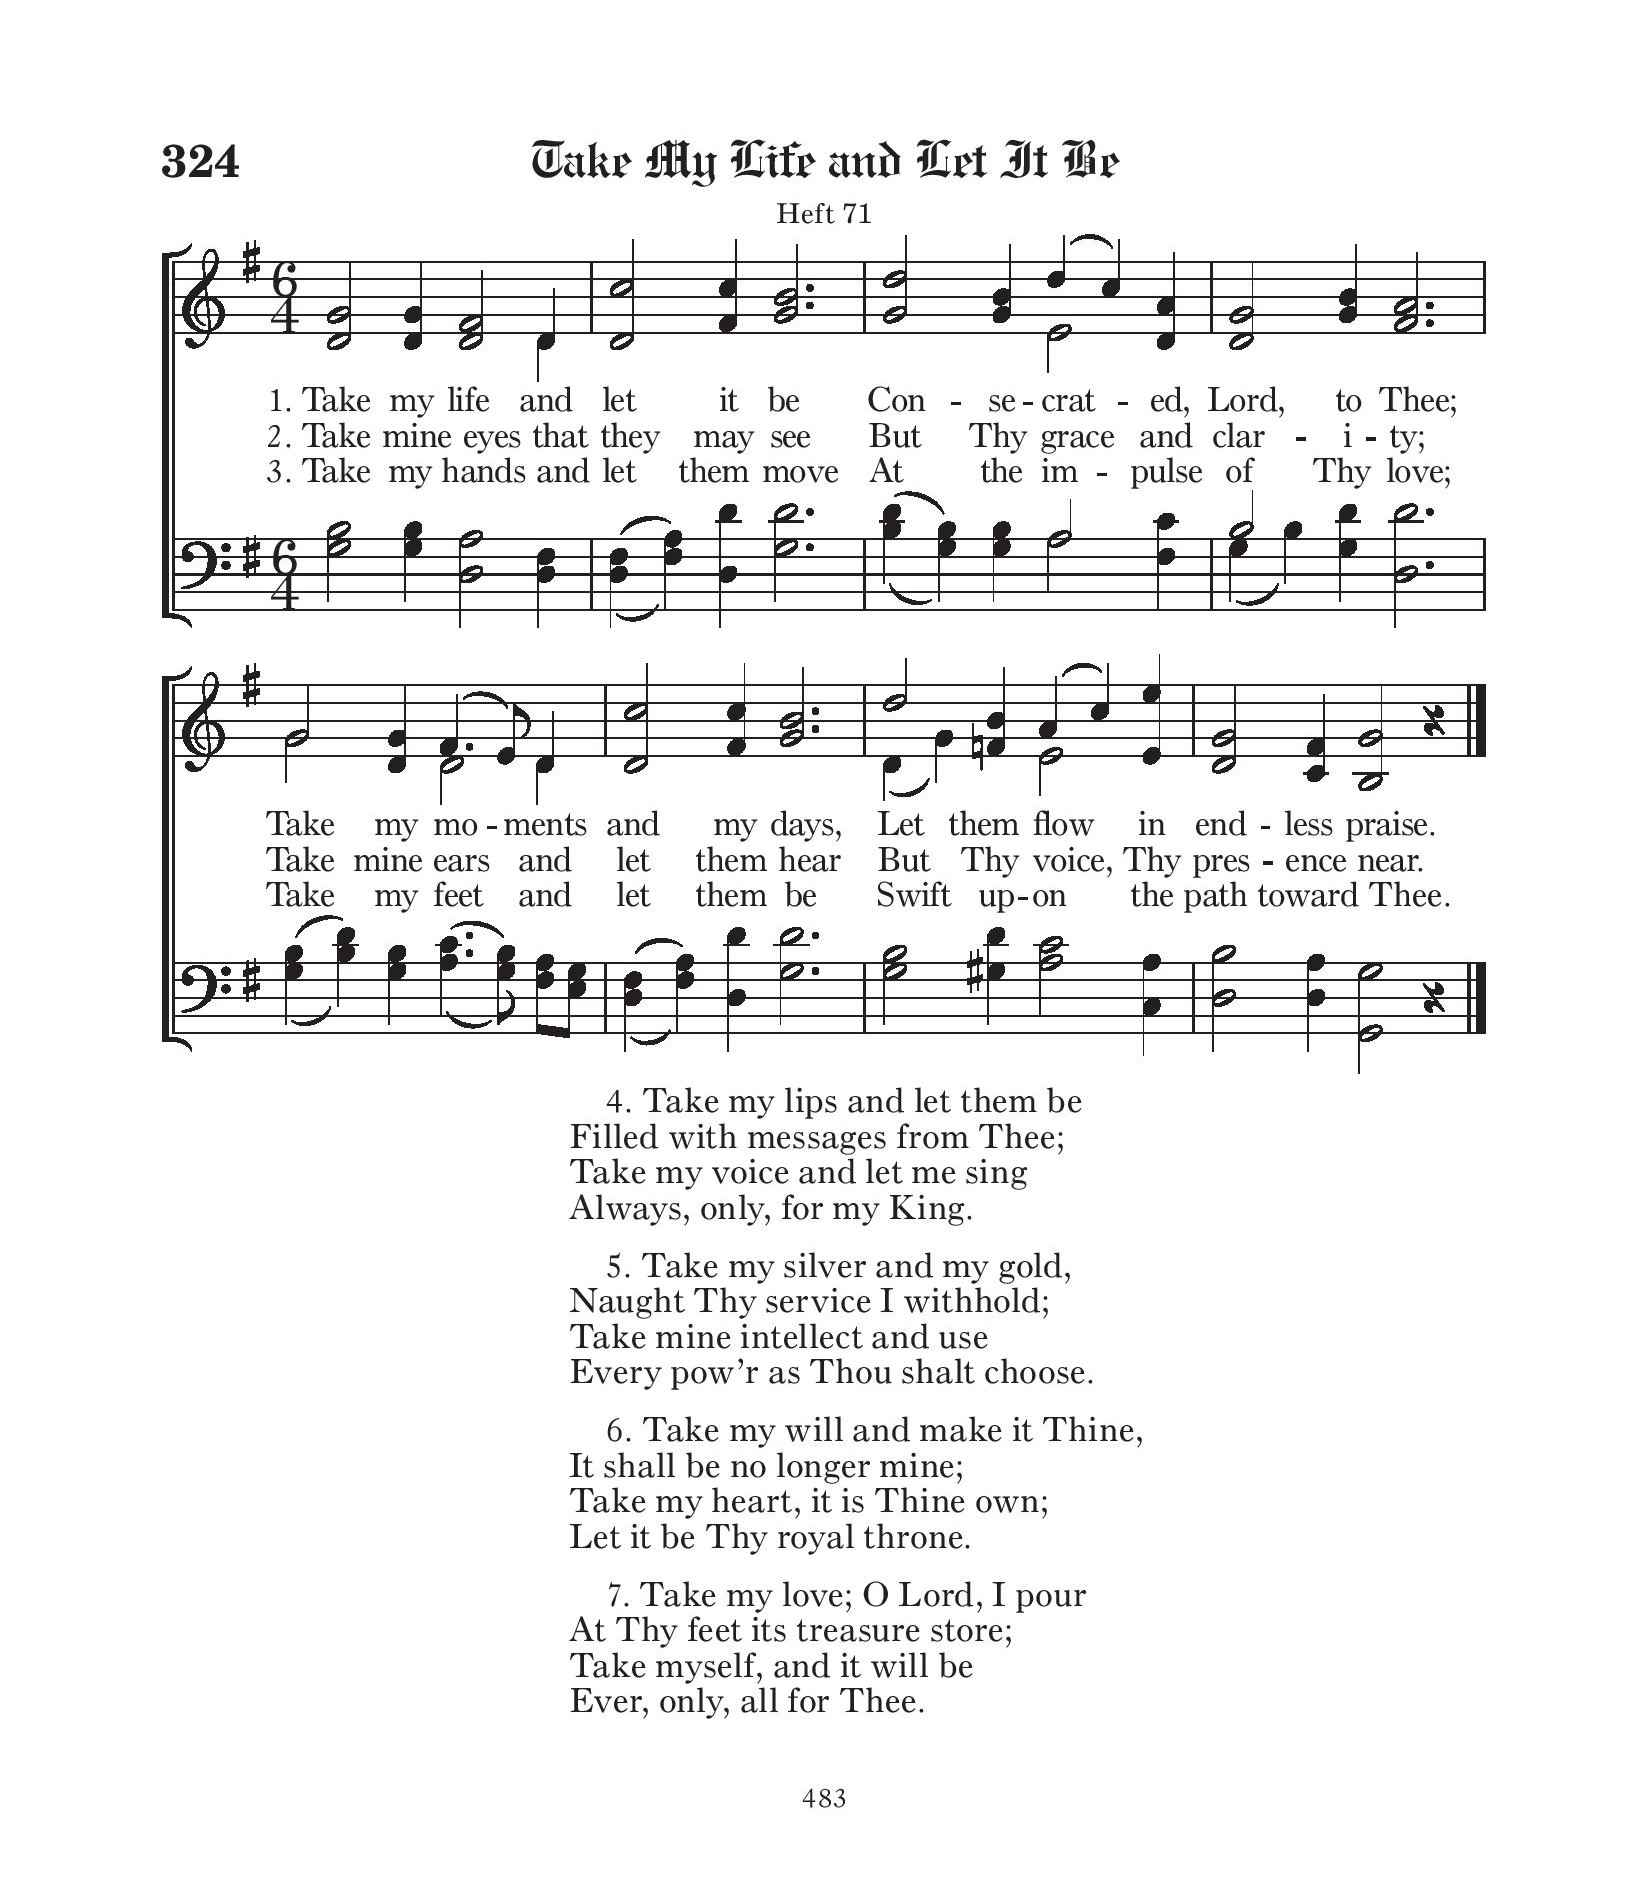 324
Take My Life and Let It Be
Heft 71
6 4
1. Take my life and let it be Con - se - crat - ed, Lord, to Thee;
2. Take mine eyes that they may see But Thy grace and clar - i - ty;
3. Take my hands and let them move At the im - pulse of Thy love;
6 4
Take my mo - ments and my days, Let them flow in end - less praise.
Take mine ears and let them hear But Thy voice, Thy pres - ence near.
Take my feet and let them be Swift up - on the path toward Thee.
4. Take my lips and let them be
Filled with messages from Thee;
Take my voice and let me sing
Always, only, for my King.
5. Take my silver and my gold,
Naught Thy service I withhold;
Take mine intellect and use
Every pow’r as Thou shalt choose.
6. Take my will and make it Thine,
It shall be no longer mine;
Take my heart, it is Thine own;
Let it be Thy royal throne.
7. Take my love; O Lord, I pour
At Thy feet its treasure store;
Take myself, and it will be
Ever, only, all for Thee.
483